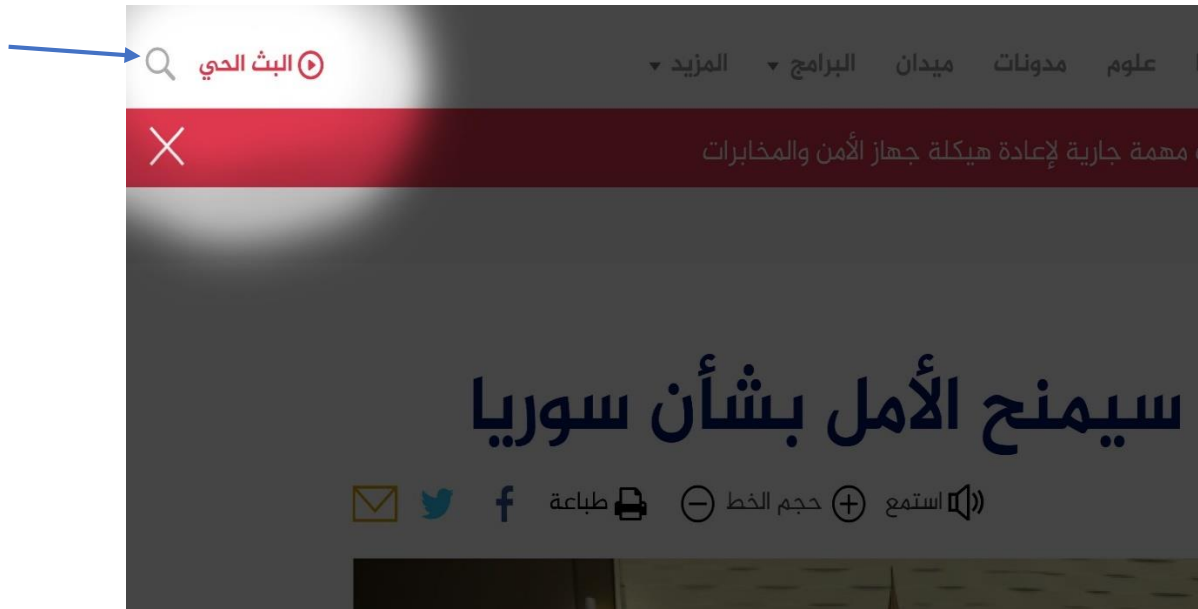 علوم مدونات ميدان البرامج المزيد البث الحي
مهمة جارية لإعادة هيكلة جهاز الأمن والمخابرات
سيمنح الأمل بشأن سوريا
استمع حجم الخط طباعة